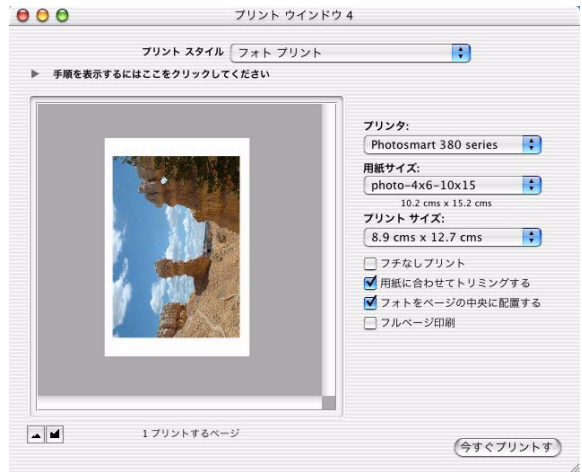 プリント ウインドウ 4
プリント スタイル フォト プリント
手順を表示するにはここをクリックしてください
プリンタ:
Photosmart 380 series
用紙サイズ:
photo-4x6-10x15
10.2 cms x 15.2 cms
プリント サイズ:
8.9 cms x 12.7 cms
フチなしプリント
用紙に合わせてトリミングする
フォトをページの中央に配置する
フルページ印刷
1 プリントするページ
今すぐプリントす